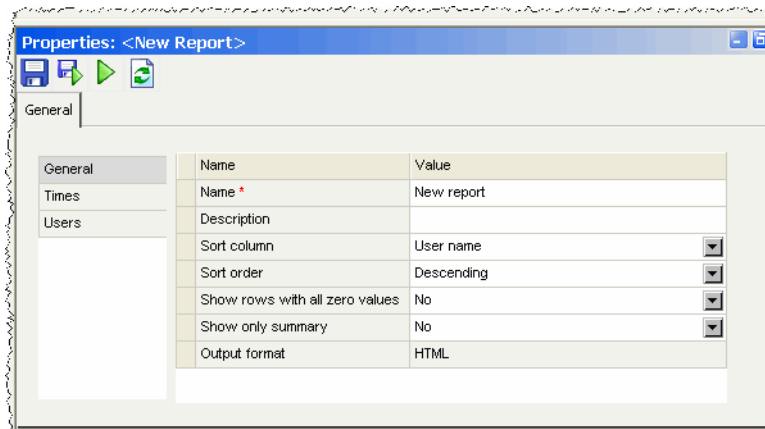 Properties: <New Report>
General
General
Times
Users
Name Value
Name * New report
Description
Sort column User name
Sort order Descending
Show rows with all zero values No
Show only summary No
Output format HTML